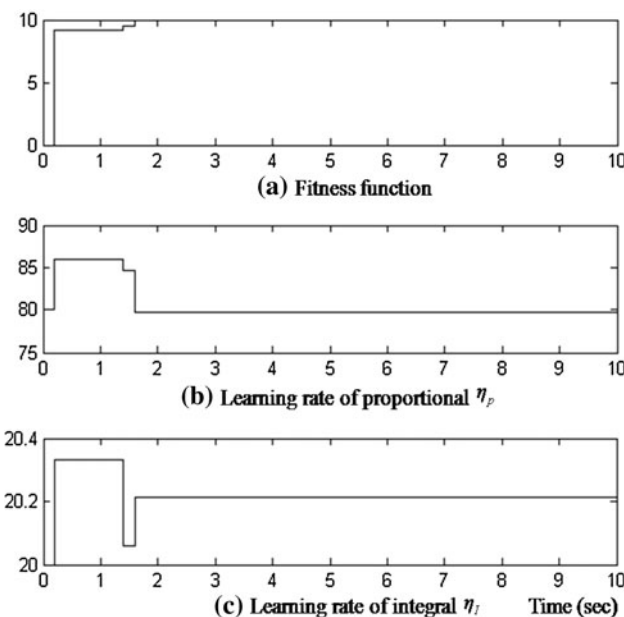 10
5
0
0 1 2 3 4 5 6 7 8 9 10
(a) Fitness function
90
85
80
75
0 1 2 3 4 5 6 7 8 9 10
(b) Learning rate of proportional ηp
20.4
20.2
20
0 1 2 3 4 5 6 7 8 9 10
(c) Learning rate of integral ηI Time (sec)